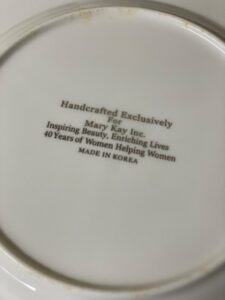 Handcrafted Exclusively
For
Mary Kay Inc.
Inspiring Beauty, Enriching Lives
40 Years of Women Helping Women
MADE IN KOREA